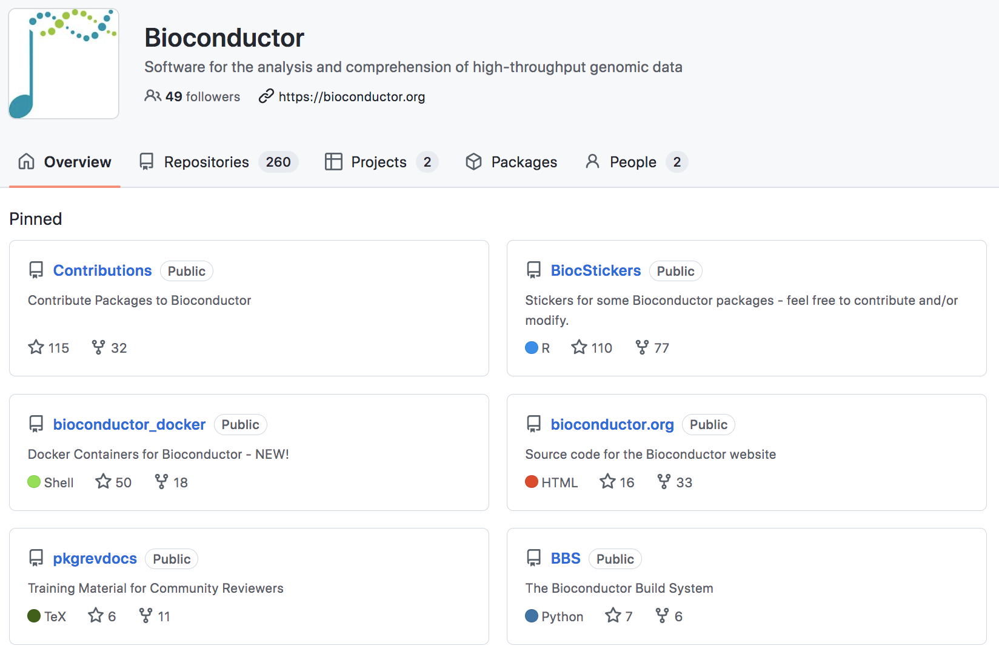 Bioconductor
Software for the analysis and comprehension of high-throughput genomic data
49 followers https://bioconductor.org
Overview Repositories 260 Projects 2 Packages People 2
Pinned
Contributions Public
Contribute Packages to Bioconductor
115 32
BiocStickers Public
Stickers for some Bioconductor packages - feel free to contribute and/or
modify.
R 110 77
bioconductor_docker Public
Docker Containers for Bioconductor - NEW!
Shell 50 18
bioconductor.org Public
Source code for the Bioconductor website
HTML 16 33
pkgrevdocs Public
Training Material for Community Reviewers
TeX 6 11
BBS Public
The Bioconductor Build System
Python 7 6